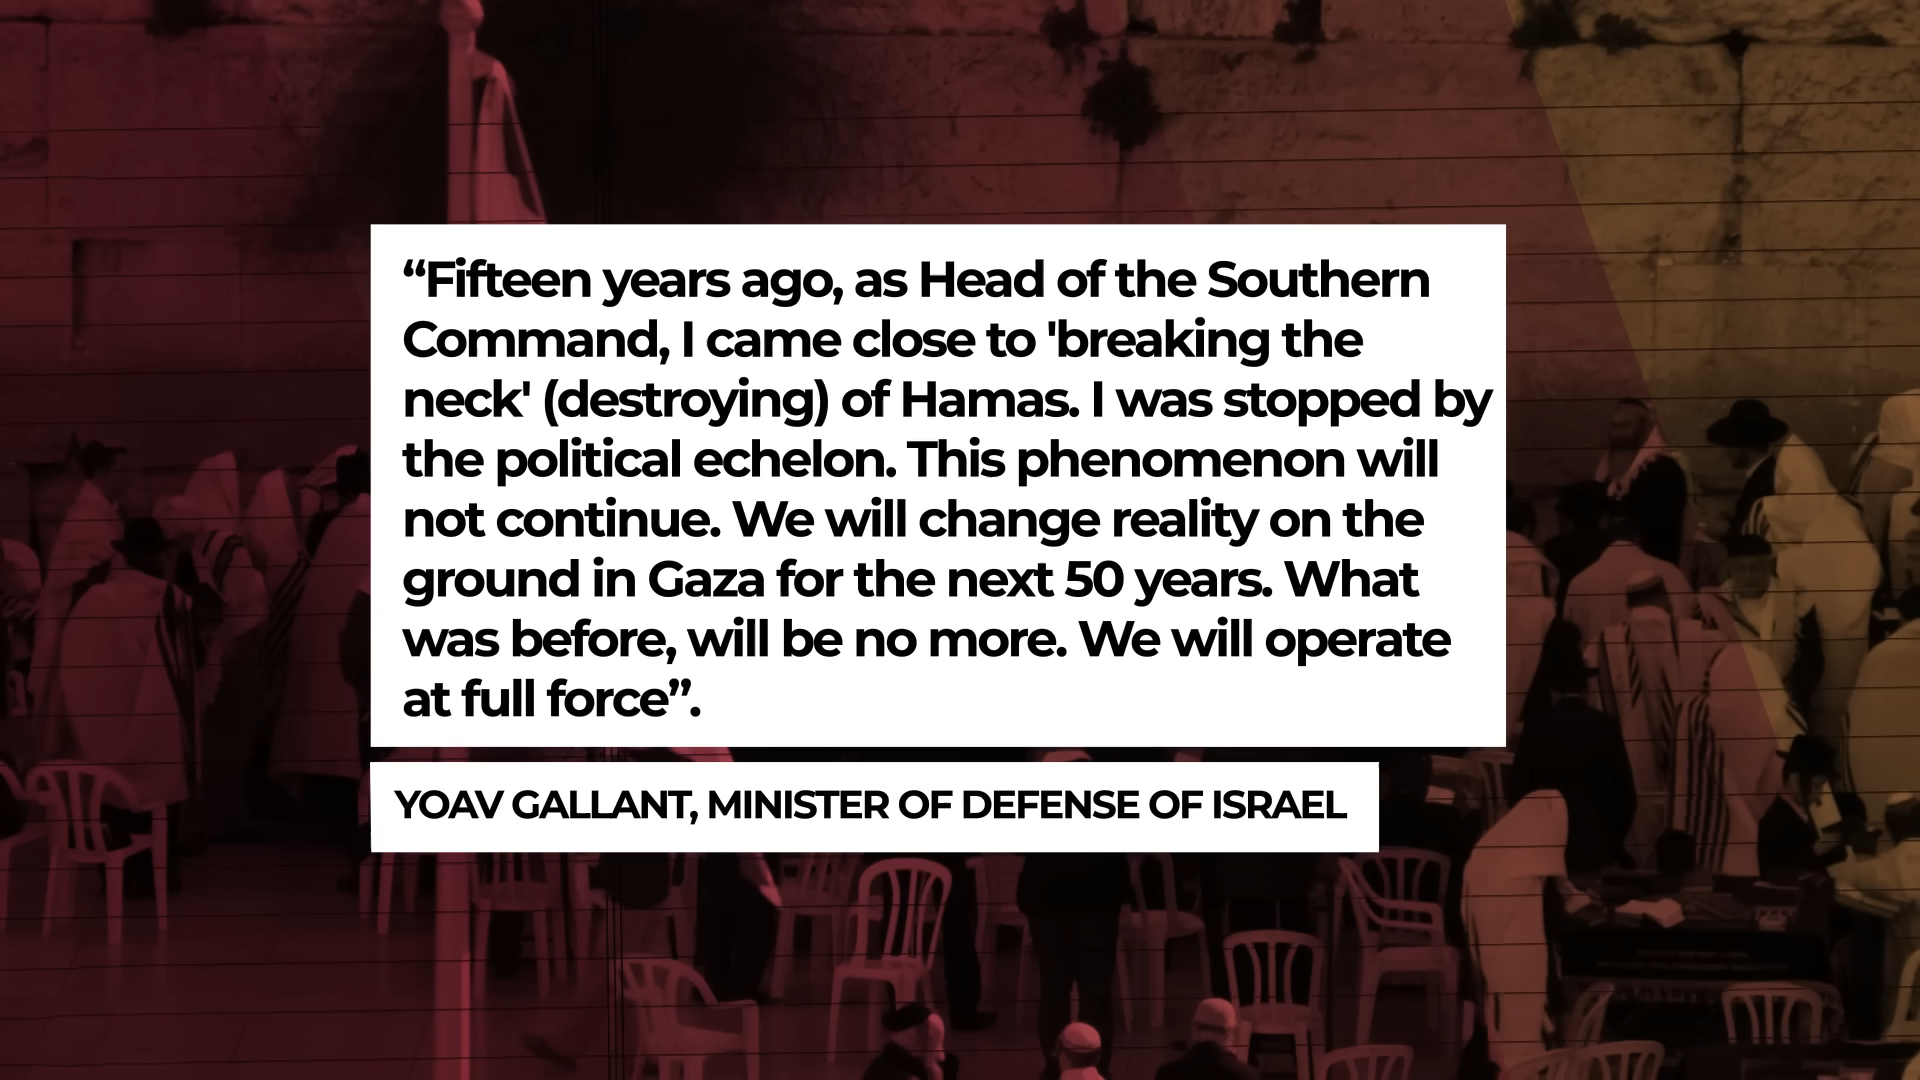 “Fifteen years ago, as Head of the Southern
Command, I came close to 'breaking the
neck' (destroying) of Hamas. I was stopped by
the political echelon. This phenomenon will
not continue. We will change reality on the
ground in Gaza for the next 50 years. What
was before, will be no more. We will operate
at full force”.
YOAV GALLANT, MINISTER OF DEFENSE OF ISRAEL